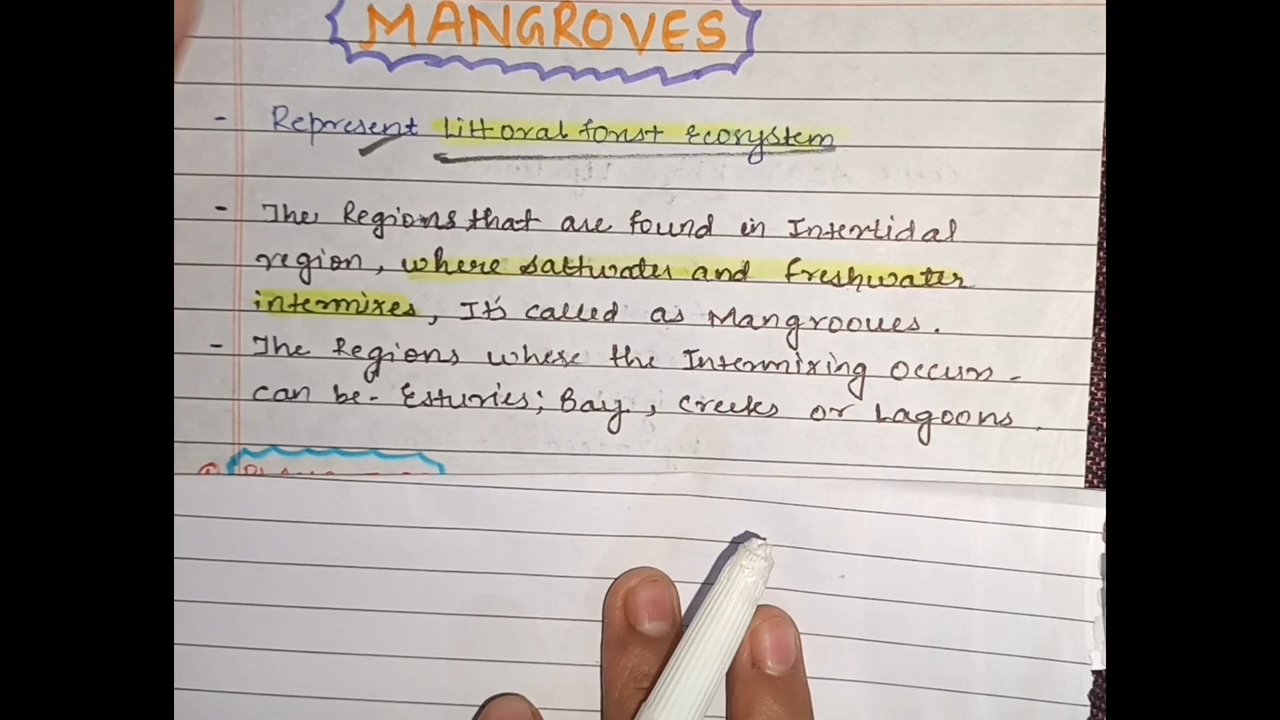 MANGROVES
- Represent Littoral forest Ecosystem
- The Regions that are found in Intertidal
region, where saltwater and freshwater
intermixes, It's called as Mangrooves.
- The Regions where the Intermixing occurs -
can be - Esturies; Bay, creeks or Lagoons.